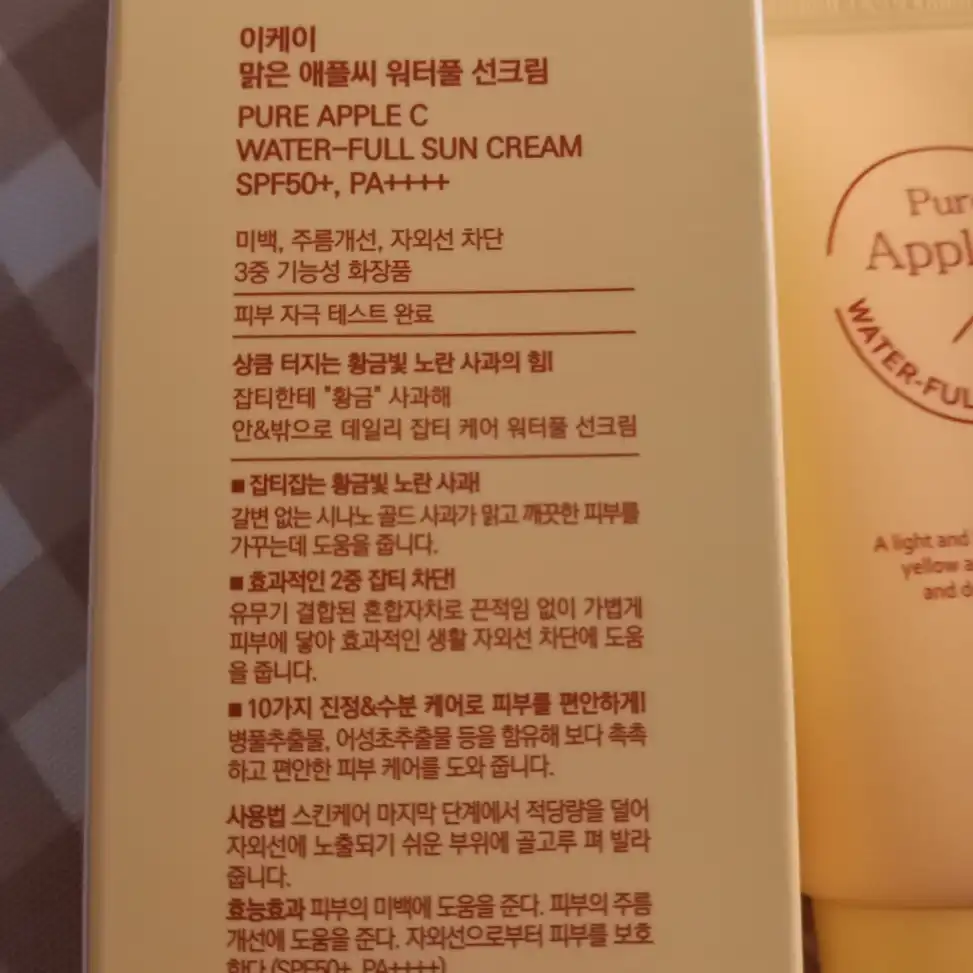 이케이
맑은 애플씨 워터풀 선크림
PURE APPLE C
WATER-FULL SUN CREAM
SPF50+, PA++++
미백, 주름개선, 자외선 차단
3중 기능성 화장품
피부 자극 테스트 완료
상큼 터지는 황금빛 노란 사과의 힘!
잡티한테 "황금" 사과해
안&밖으로 데일리 잡티 케어 워터풀 선크림
■ 잡티잡는 황금빛 노란 사과!
갈변 없는 시나노 골드 사과가 맑고 깨끗한 피부를
가꾸는데 도움을 줍니다.
■ 효과적인 2중 잡티 차단!
유무기 결합된 혼합자차로 끈적임 없이 가볍게
피부에 닿아 효과적인 생활 자외선 차단에 도움
을 줍니다.
■ 10가지 진정&수분 케어로 피부를 편안하게!
병풀추출물, 어성초추출물 등을 함유해 보다 촉촉
하고 편안한 피부 케어를 도와 줍니다.
사용법 스킨케어 마지막 단계에서 적당량을 덜어
자외선에 노출되기 쉬운 부위에 골고루 펴 발라
줍니다.
효능효과 피부의 미백에 도움을 준다. 피부의 주름
개선에 도움을 준다. 자외선으로부터 피부를 보호
한다.(SPF50+, PA++++)
Pur
Appl
WATER-FUL
A light and
yellow a
and d